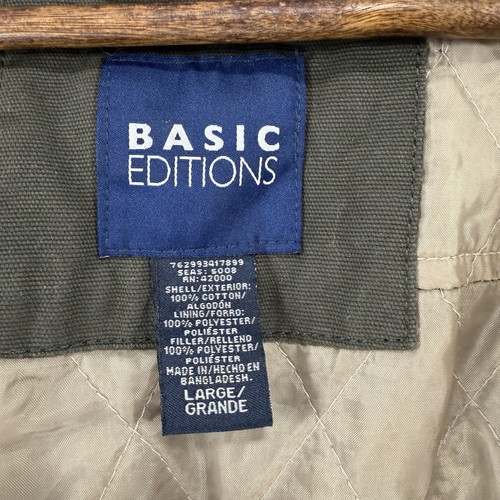 BASIC
EDITIONS
762993417899
SEAS: 5008
RN: 42000
SHELL/EXTERIOR:
100% COTTON/
ALGODÓN
LINING/FORRO:
100% POLYESTER/
POLIÉSTER
FILLER/RELLENO
100% POLYESTER/
POLIÉSTER
MADE IN/HECHO EN
BANGLADESH.
LARGE/
GRANDE